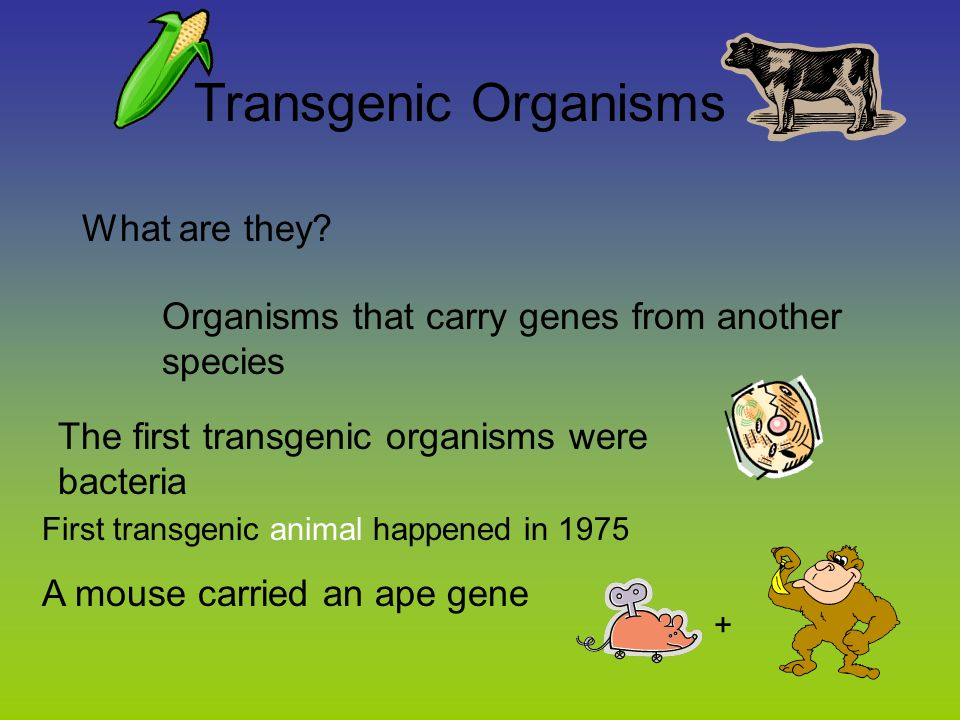 Transgenic Organisms
What are they?
Organisms that carry genes from another
species
The first transgenic organisms were
bacteria
First transgenic animal happened in 1975
A mouse carried an ape gene
+